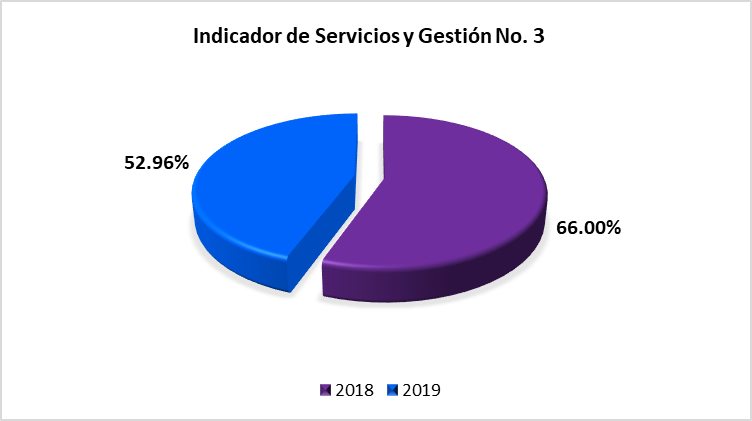 Indicador de Servicios y Gestión No. 3
52.96%
66.00%
2018 2019